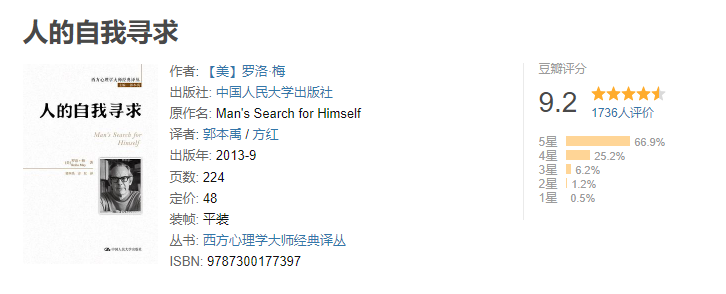 人的自我寻求
西方心理学大师经典译丛
人的自我寻求
Man's Search for
Himself
中国人民大学出版社
作者: 【美】罗洛·梅
出版社: 中国人民大学出版社
原作名: Man's Search for Himself
译者: 郭本禹 / 方红
出版年: 2013-9
页数: 224
定价: 48
装帧: 平装
丛书: 西方心理学大师经典译丛
ISBN: 9787300177397
豆瓣评分
9.2
1736人评价
5星 66.9%
4星 25.2%
3星 6.2%
2星 1.2%
1星 0.5%